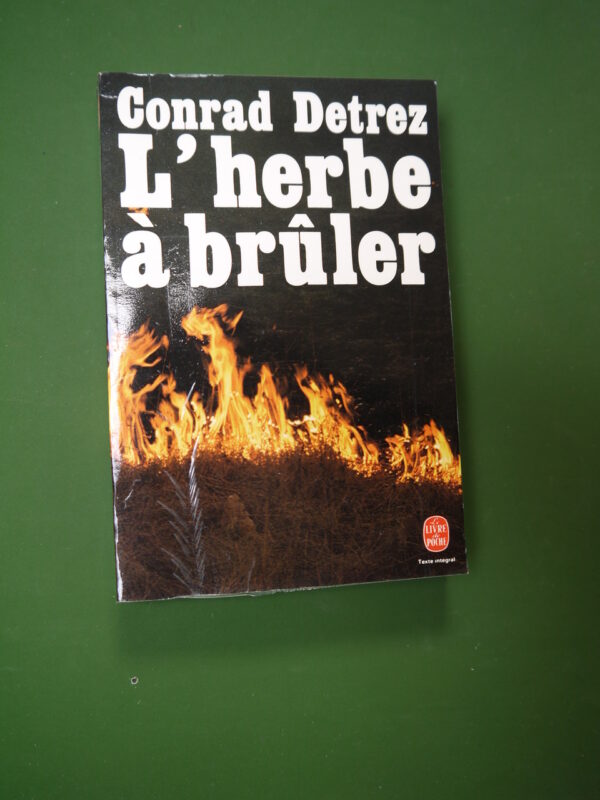 Conrad Detrez
L'herbe
à brûler
Le
LIVRE
de
POCHE
Texte intégral